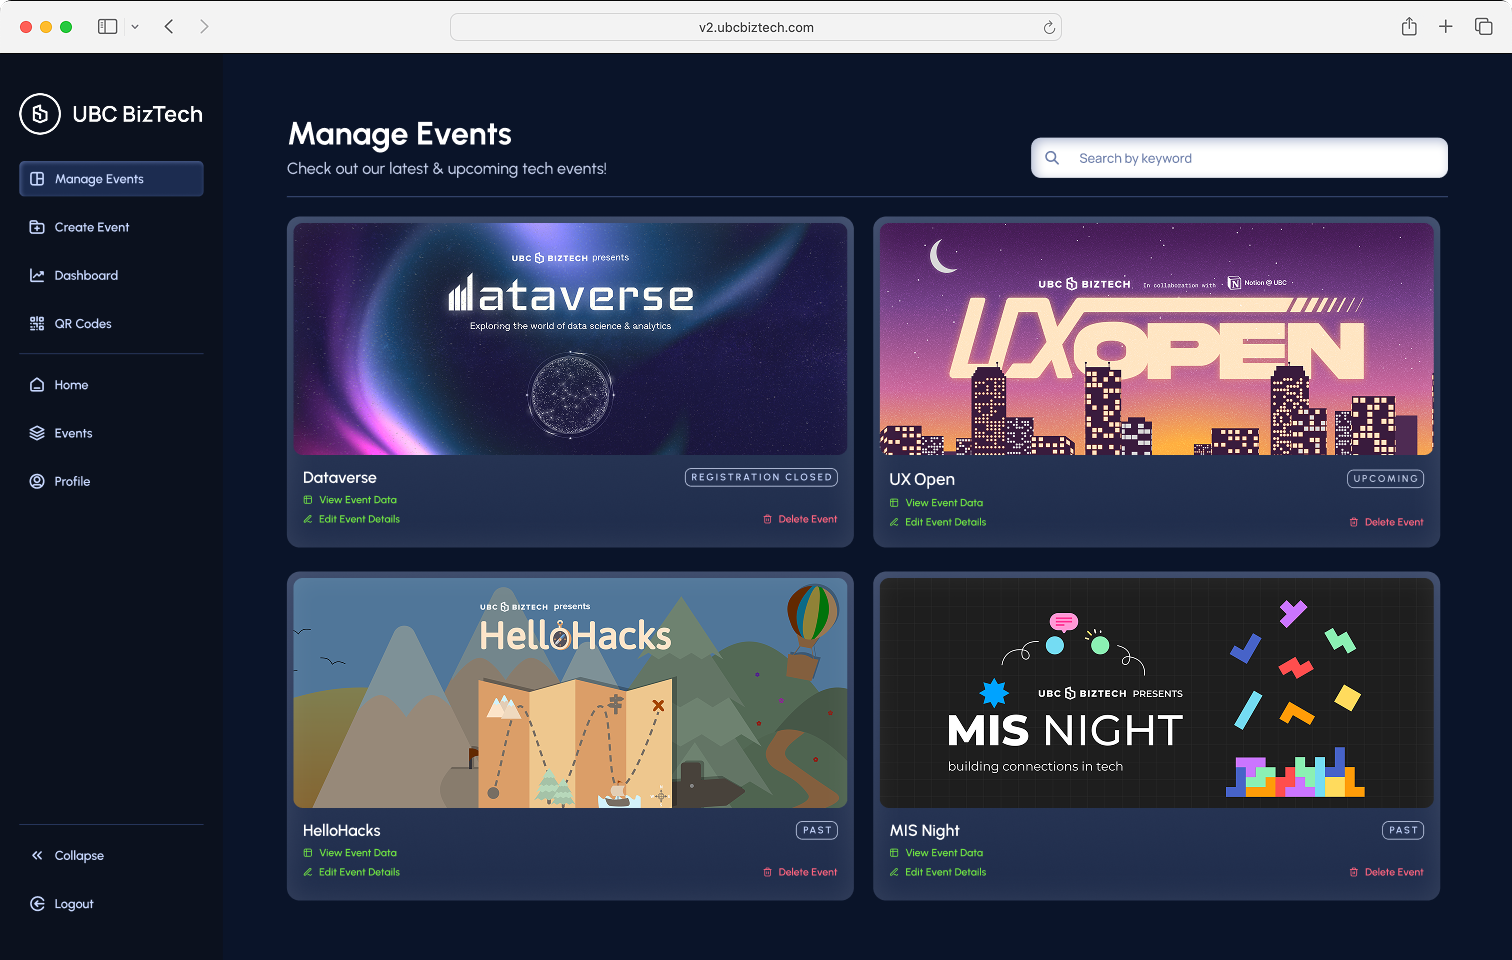 v2.ubcbiztech.com
UBC BizTech
Manage Events
Create Event
Dashboard
QR Codes
Home
Events
Profile
Collapse
Logout
Manage Events
Check out our latest & upcoming tech events!
Search by keyword
UBC BIZTECH presents
dataverse
Exploring the world of data science & analytics
Dataverse
REGISTRATION CLOSED
View Event Data
Edit Event Details
Delete Event
UBC BIZTECH In collaboration with Notion @ UBC
UX OPEN
UX Open
UPCOMING
View Event Data
Edit Event Details
Delete Event
UBC BIZTECH presents
HelloHacks
HelloHacks
PAST
View Event Data
Edit Event Details
Delete Event
UBC BIZTECH PRESENTS
MIS NIGHT
building connections in tech
MIS Night
PAST
View Event Data
Edit Event Details
Delete Event